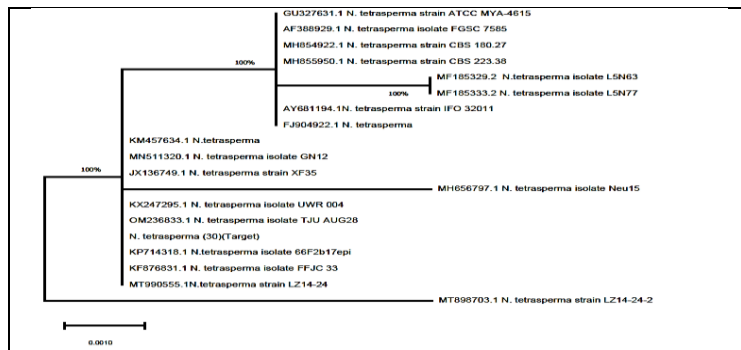 GU327631.1 N. tetrasperma strain ATCC MYA-4615
AF388929.1 N. tetrasperma isolate FGSC 7585
MH854922.1 N. tetrasperma strain CBS 180.27
MH855950.1 N. tetrasperma strain CBS 223.38
100%
MF185329.2 N.tetrasperma isolate L5N63
100%
MF185333.2 N.tetrasperma isolate L5N77
AY681194.1N. tetrasperma strain IFO 32011
FJ904922.1 N. tetrasperma
KM457634.1 N.tetrasperma
MN511320.1 N. tetrasperma isolate GN12
100%
JX136749.1 N. tetrasperma strain XF35
MH656797.1 N. tetrasperma isolate Neu15
KX247295.1 N. tetrasperma isolate UWR 004
OM236833.1 N. tetrasperma isolate TJU AUG28
N. tetrasperma (30)(Target)
KP714318.1 N.tetrasperma isolate 66F2b17epi
KF876831.1 N. tetrasperma isolate FFJC 33
MT990555.1N.tetrasperma strain LZ14-24
MT898703.1 N. tetrasperma strain LZ14-24-2
0.0010